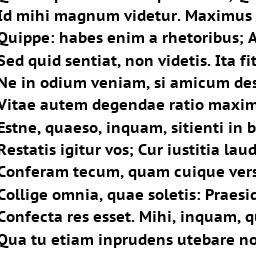 Id mihi magnum videtur. Maximus
Quippe: habes enim a rhetoribus; A
Sed quid sentiat, non videtis. Ita fit
Ne in odium veniam, si amicum des
Vitae autem degendae ratio maxim
Estne, quaeso, inquam, sitienti in b
Restatis igitur vos; Cur iustitia laud
Conferam tecum, quam cuique vers
Collige omnia, quae soletis: Praesid
Confecta res esset. Mihi, inquam, qu
Qua tu etiam inprudens utebare no